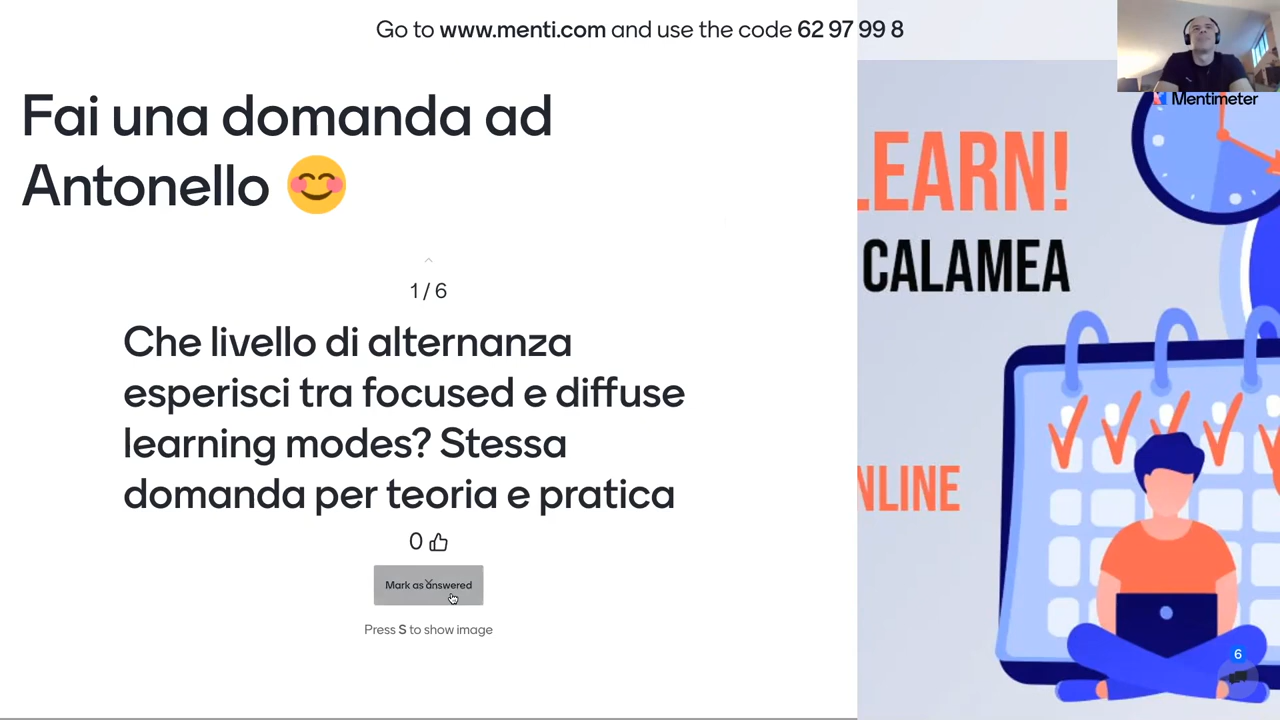 Go to www.menti.com and use the code 62 97 99 8
Mentimeter
Fai una domanda ad
Antonello
LEARN!
CALAMEA
NLINE
1 / 6
Che livello di alternanza
esperisci tra focused e diffuse
learning modes? Stessa
domanda per teoria e pratica
0
Mark as answered
Press S to show image
6